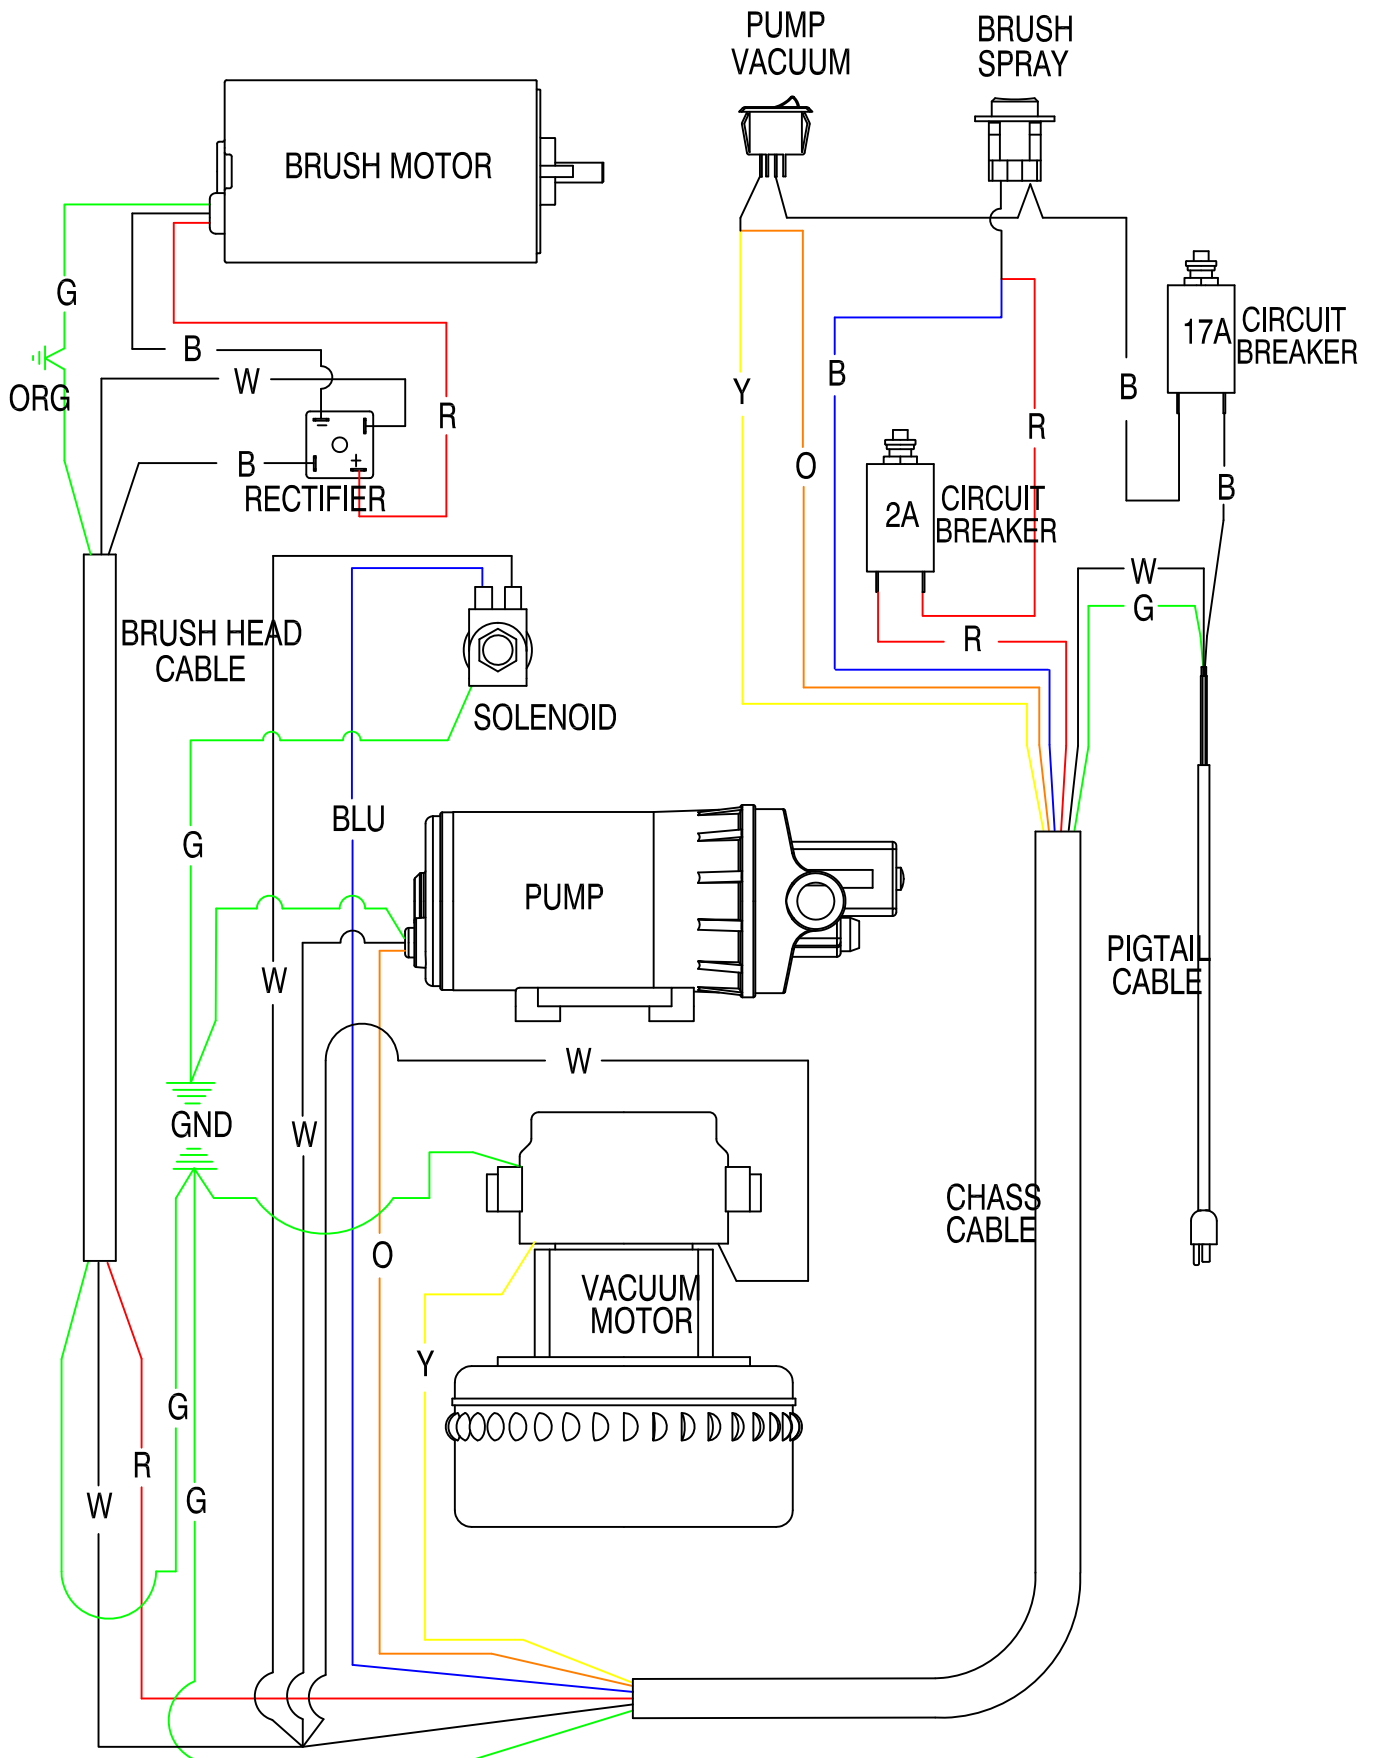 PUMP
VACUUM
BRUSH
SPRAY
BRUSH MOTOR
G
ORG
B
W
R
B
RECTIFIER
17A
CIRCUIT
BREAKER
Y
B
B
R
O
2A
CIRCUIT
BREAKER
B
W
G
R
BRUSH HEAD
CABLE
SOLENOID
BLU
G
PUMP
W
PIGTAIL
CABLE
W
GND
W
CHASS
CABLE
O
VACUUM
MOTOR
Y
G
R
W
G